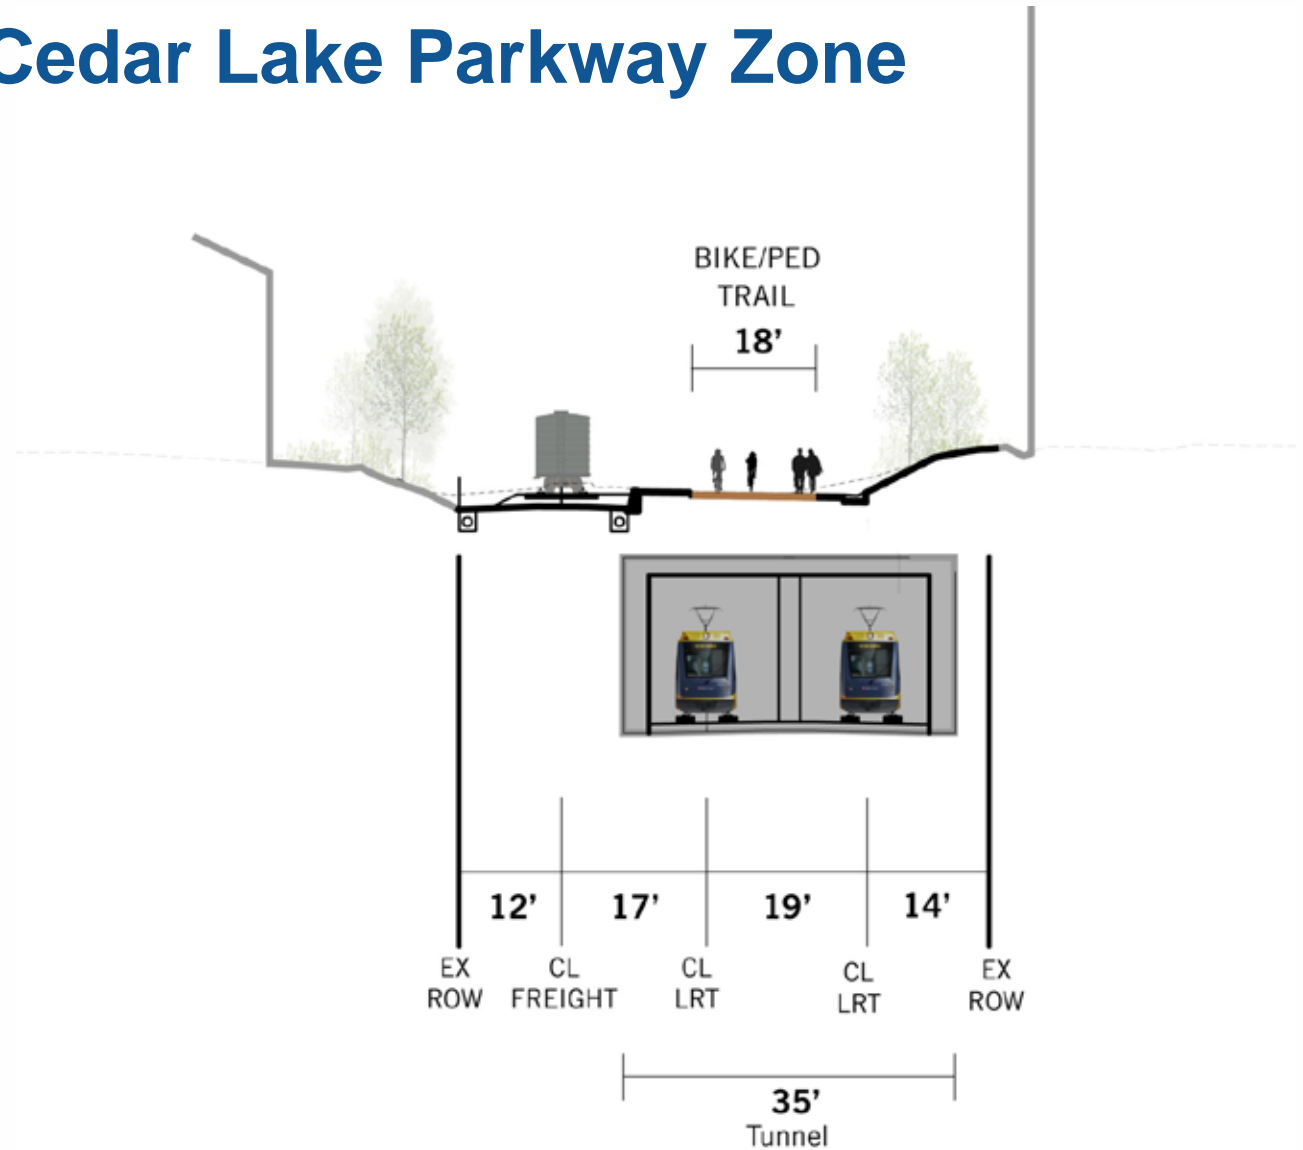 Cedar Lake Parkway Zone
BIKE/PED
TRAIL
18’
12’ 17’ 19’ 14’
EX CL CL CL EX
ROW FREIGHT LRT LRT ROW
35’
Tunnel